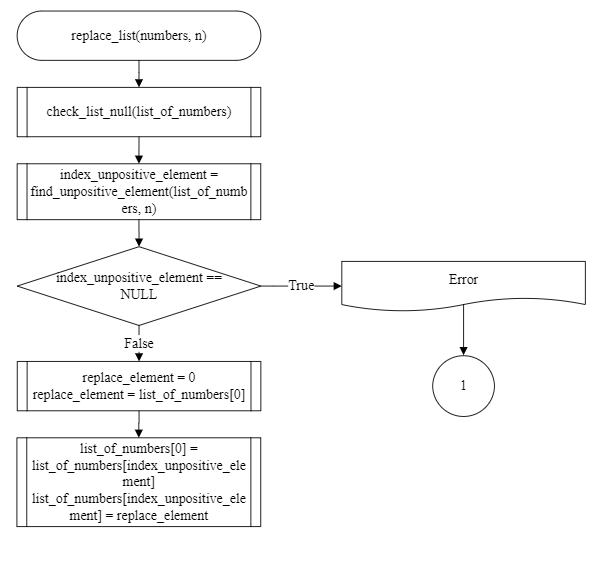 replace_list(numbers, n)
check_list_null(list_of_numbers)
index_unpositive_element =
find_unpositive_element(list_of_numb
ers, n)
index_unpositive_element ==
NULL
True
Error
False
1
replace_element = 0
replace_element = list_of_numbers[0]
list_of_numbers[0] =
list_of_numbers[index_unpositive_ele
ment]
list_of_numbers[index_unpositive_ele
ment] = replace_element